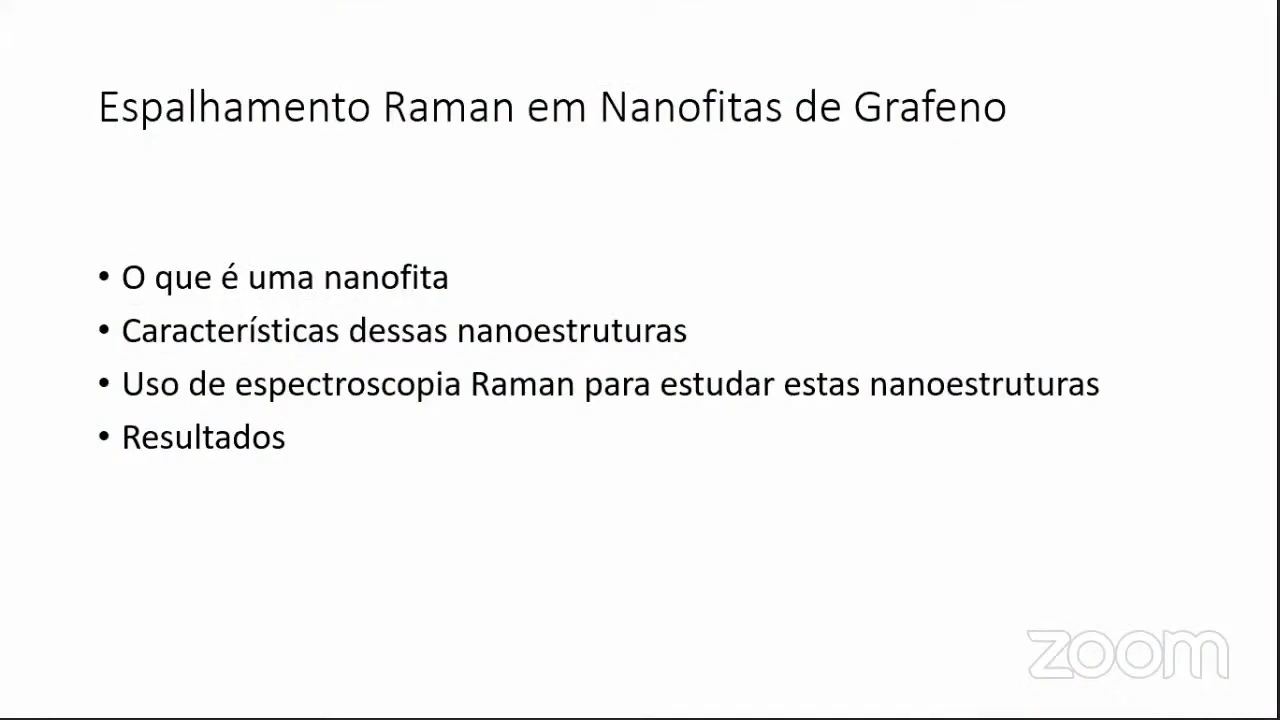 Espalhamento Raman em Nanofitas de Grafeno
• O que é uma nanofita
• Características dessas nanoestruturas
• Uso de espectroscopia Raman para estudar estas nanoestruturas
• Resultados
zoom